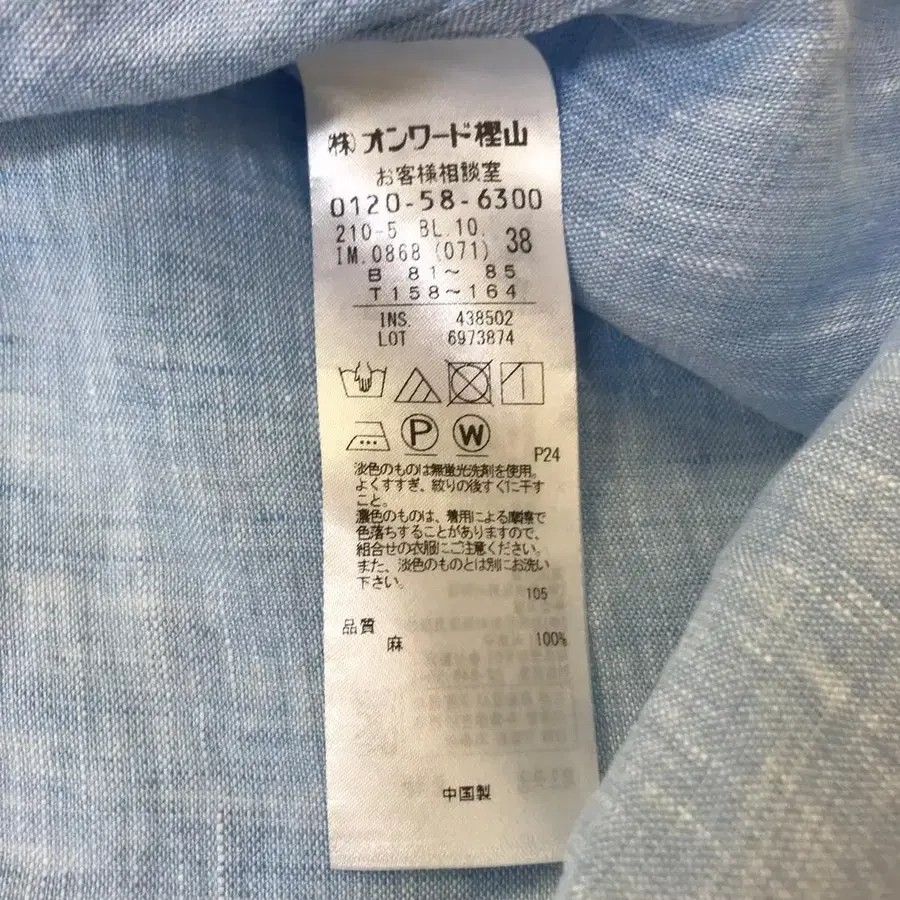 ㈱オンワード樫山
お客様相談室
0120-58-6300
210-5 BL.10.
IM.0868(071) 38
B 81〜 85
T158〜164
INS. 438502
LOT 6973874
P W
P24
淡色のものは無蛍光洗剤を使用。
よくすすぎ、絞りの後すぐに干す
こと。
濃色のものは、着用による摩擦で
色落ちすることがありますので、
組合せの衣服にご注意ください。
また、淡色のものとは別にお洗い
下さい。
105
品質
麻 100%
中国製